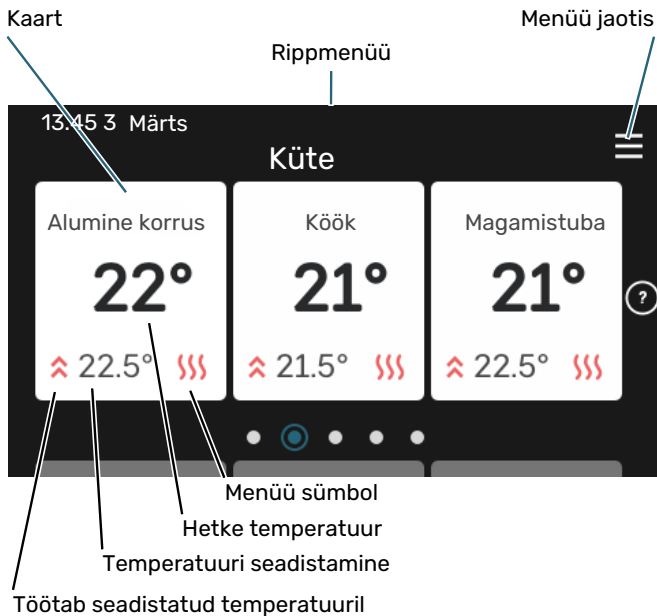 Kaart
Menüü jaotis
Rippmenüü
13.45 3 Märts
Küte
Alumine korrus
Köök
Magamistuba
22°
21°
21°
?
22.5°
21.5°
22.5°
Menüü sümbol
Hetke temperatuur
Temperatuuri seadistamine
Töötab seadistatud temperatuuril